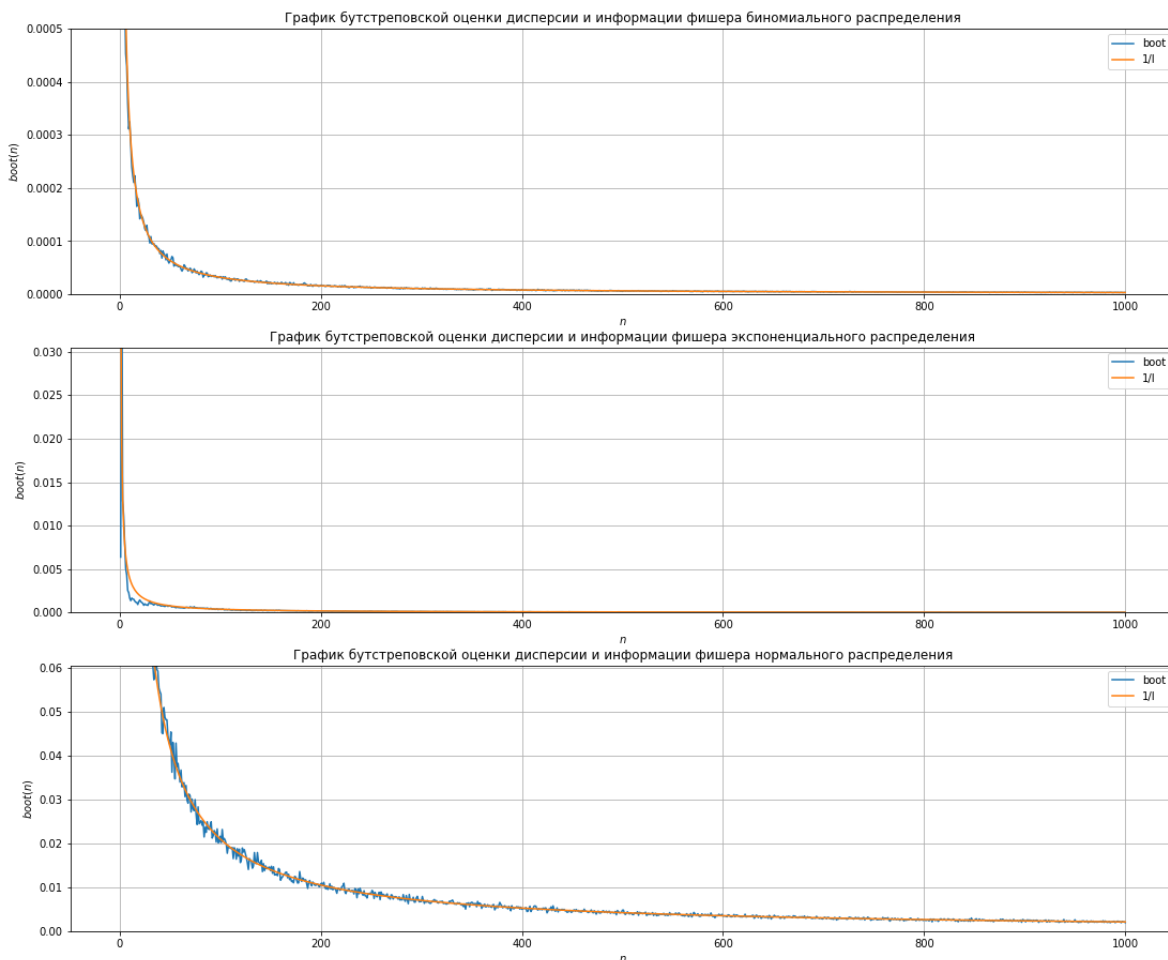 График бутстреповской оценки дисперсии и информации фишера биномиального распределения
0.0005
0.0004
0.0003
0.0002
0.0001
0.0000
boot(n)
boot
1/I
0 200 400 600 800 1000
n
График бутстреповской оценки дисперсии и информации фишера экспоненциального распределения
0.030
0.025
0.020
0.015
0.010
0.005
0.000
boot(n)
boot
1/I
0 200 400 600 800 1000
n
График бутстреповской оценки дисперсии и информации фишера нормального распределения
0.06
0.05
0.04
0.03
0.02
0.01
0.00
boot(n)
boot
1/I
0 200 400 600 800 1000
n